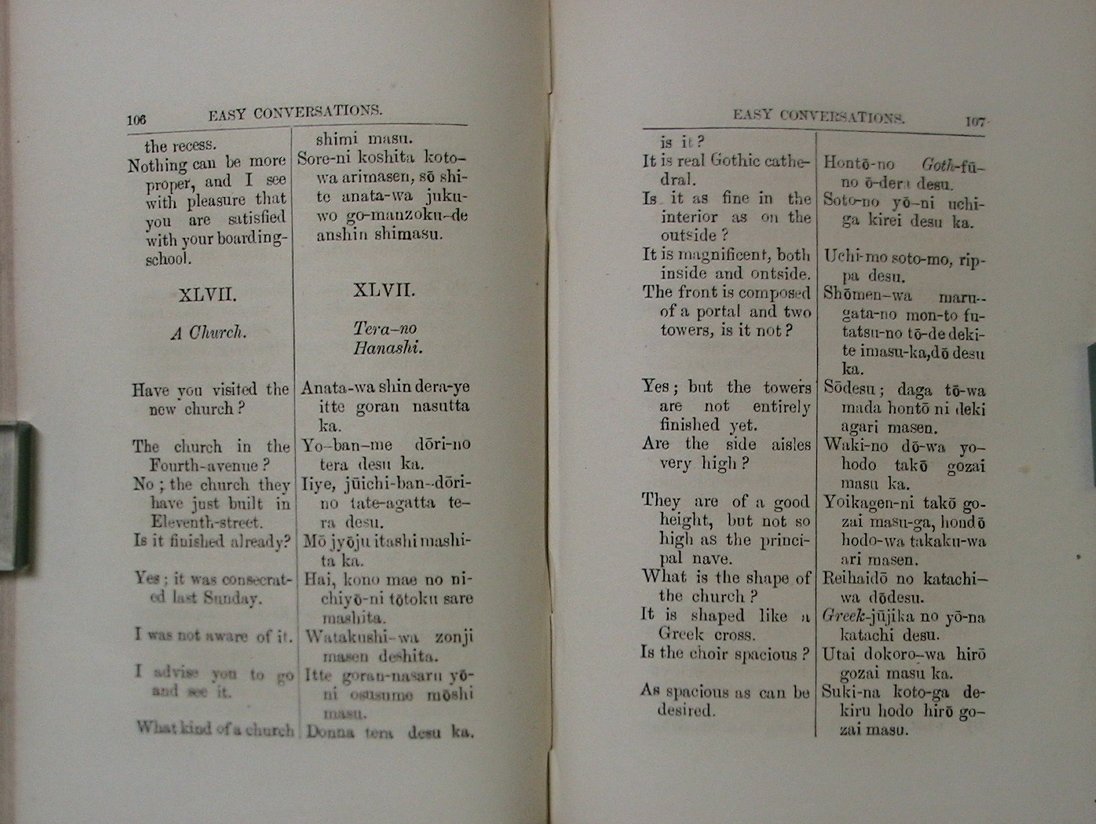 106 EASY CONVERSATIONS.
the recess.
Nothing can be more
proper, and I see
with pleasure that
you are satisfied
with your boarding-
school.
XLVII.
A Church.
Have you visited the
new church ?
The church in the
Fourth-avenue ?
No ; the church they
have just built in
Eleventh-street.
Is it finished already?
Yes ; it was consecrat-
ed last Sunday.
I was not aware of it.
I advise you to go
and see it.
What kind of a church
shimi masu.
Sore-ni koshita koto-
wa arimasen, sō shi-
te anata-wa juku-
wo go-manzoku-de
anshin shimasu.
XLVII.
Tera-no
Hanashi.
Anata-wa shin dera-ye
itte goran nasutta
ka.
Yo-ban-me dōri-no
tera desu ka.
Iiye, jūichi-ban-dōri-
no tate-agatta te-
ra desu.
Mō jyōju itashi mashi-
ta ka.
Hai, kono mae no ni-
chiyō-ni tōtoku sare
mashita.
Watakushi-wa zonji
masen deshita.
Itte goran-nasaru yō-
ni osusume mōshi
masu.
Donna tera desu ka.
EASY CONVERSATIONS. 107
is it ?
It is real Gothic cathe-
dral.
Is it as fine in the
interior as on the
outside ?
It is magnificent, both
inside and ontside.
The front is composed
of a portal and two
towers, is it not ?
Yes ; but the towers
are not entirely
finished yet.
Are the side aisles
very high ?
They are of a good
height, but not so
high as the princi-
pal nave.
What is the shape of
the church ?
It is shaped like a
Greek cross.
Is the choir spacious ?
As spacious as can be
desired.
Hontō-no Goth-fū-
no ō-dera desu.
Soto-no yō-ni uchi-
ga kirei desu ka.
Uchi-mo soto-mo, rip-
pa desu.
Shōmen-wa maru-
gata-no mon-to fu-
tatsu-no tō-de deki-
te imasu-ka,dō desu
ka.
Sōdesu ; daga tō-wa
mada hontō ni deki
agari masen.
Waki-no dō-wa yo-
hodo takō gozai
masu ka.
Yoikagen-ni takō go-
zai masu-ga, hondō
hodo-wa takaku-wa
ari masen.
Reihaidō no katachi-
wa dōdesu.
Greek-jūjika no yō-na
katachi desu.
Utai dokoro-wa hirō
gozai masu ka.
Suki-na koto-ga de-
kiru hodo hirō go-
zai masu.